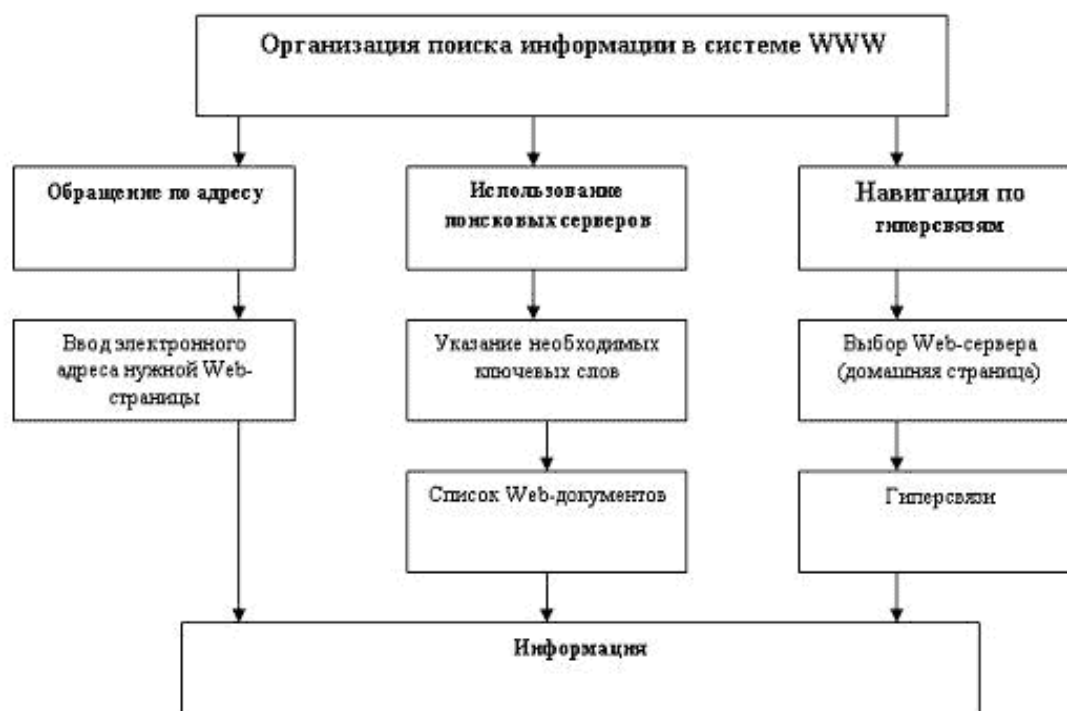 Организация поиска информации в системе WWW
Обращение по адресу
Использование
поисковых серверов
Навигация по
гиперсвязям
Ввод электронного
адреса нужной Web-
страницы
Указание необходимых
ключевых слов
Выбор Web-сервера
(домашняя страница)
Список Web-документов
Гиперсвязи
Информация